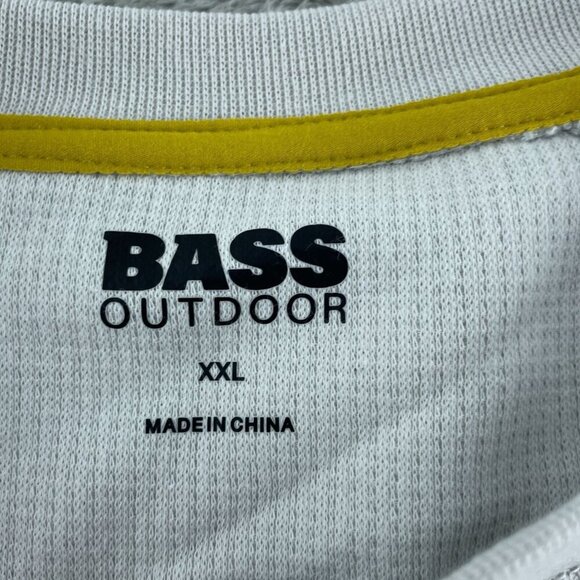 BASS
OUTDOOR
XXL
MADE IN CHINA